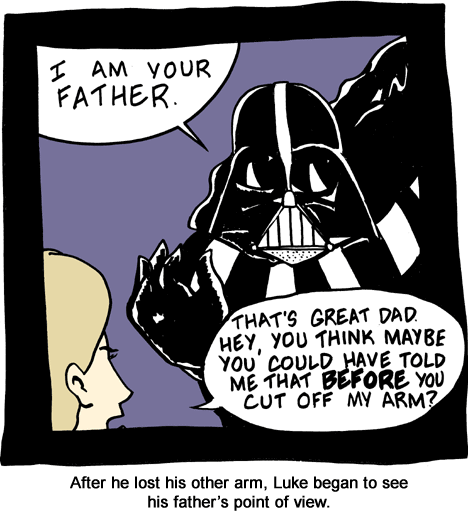 I AM YOUR
FATHER.
THAT'S GREAT DAD.
HEY, YOU THINK MAYBE
YOU COULD HAVE TOLD
ME THAT BEFORE YOU
CUT OFF MY ARM?
After he lost his other arm, Luke began to see
his father's point of view.